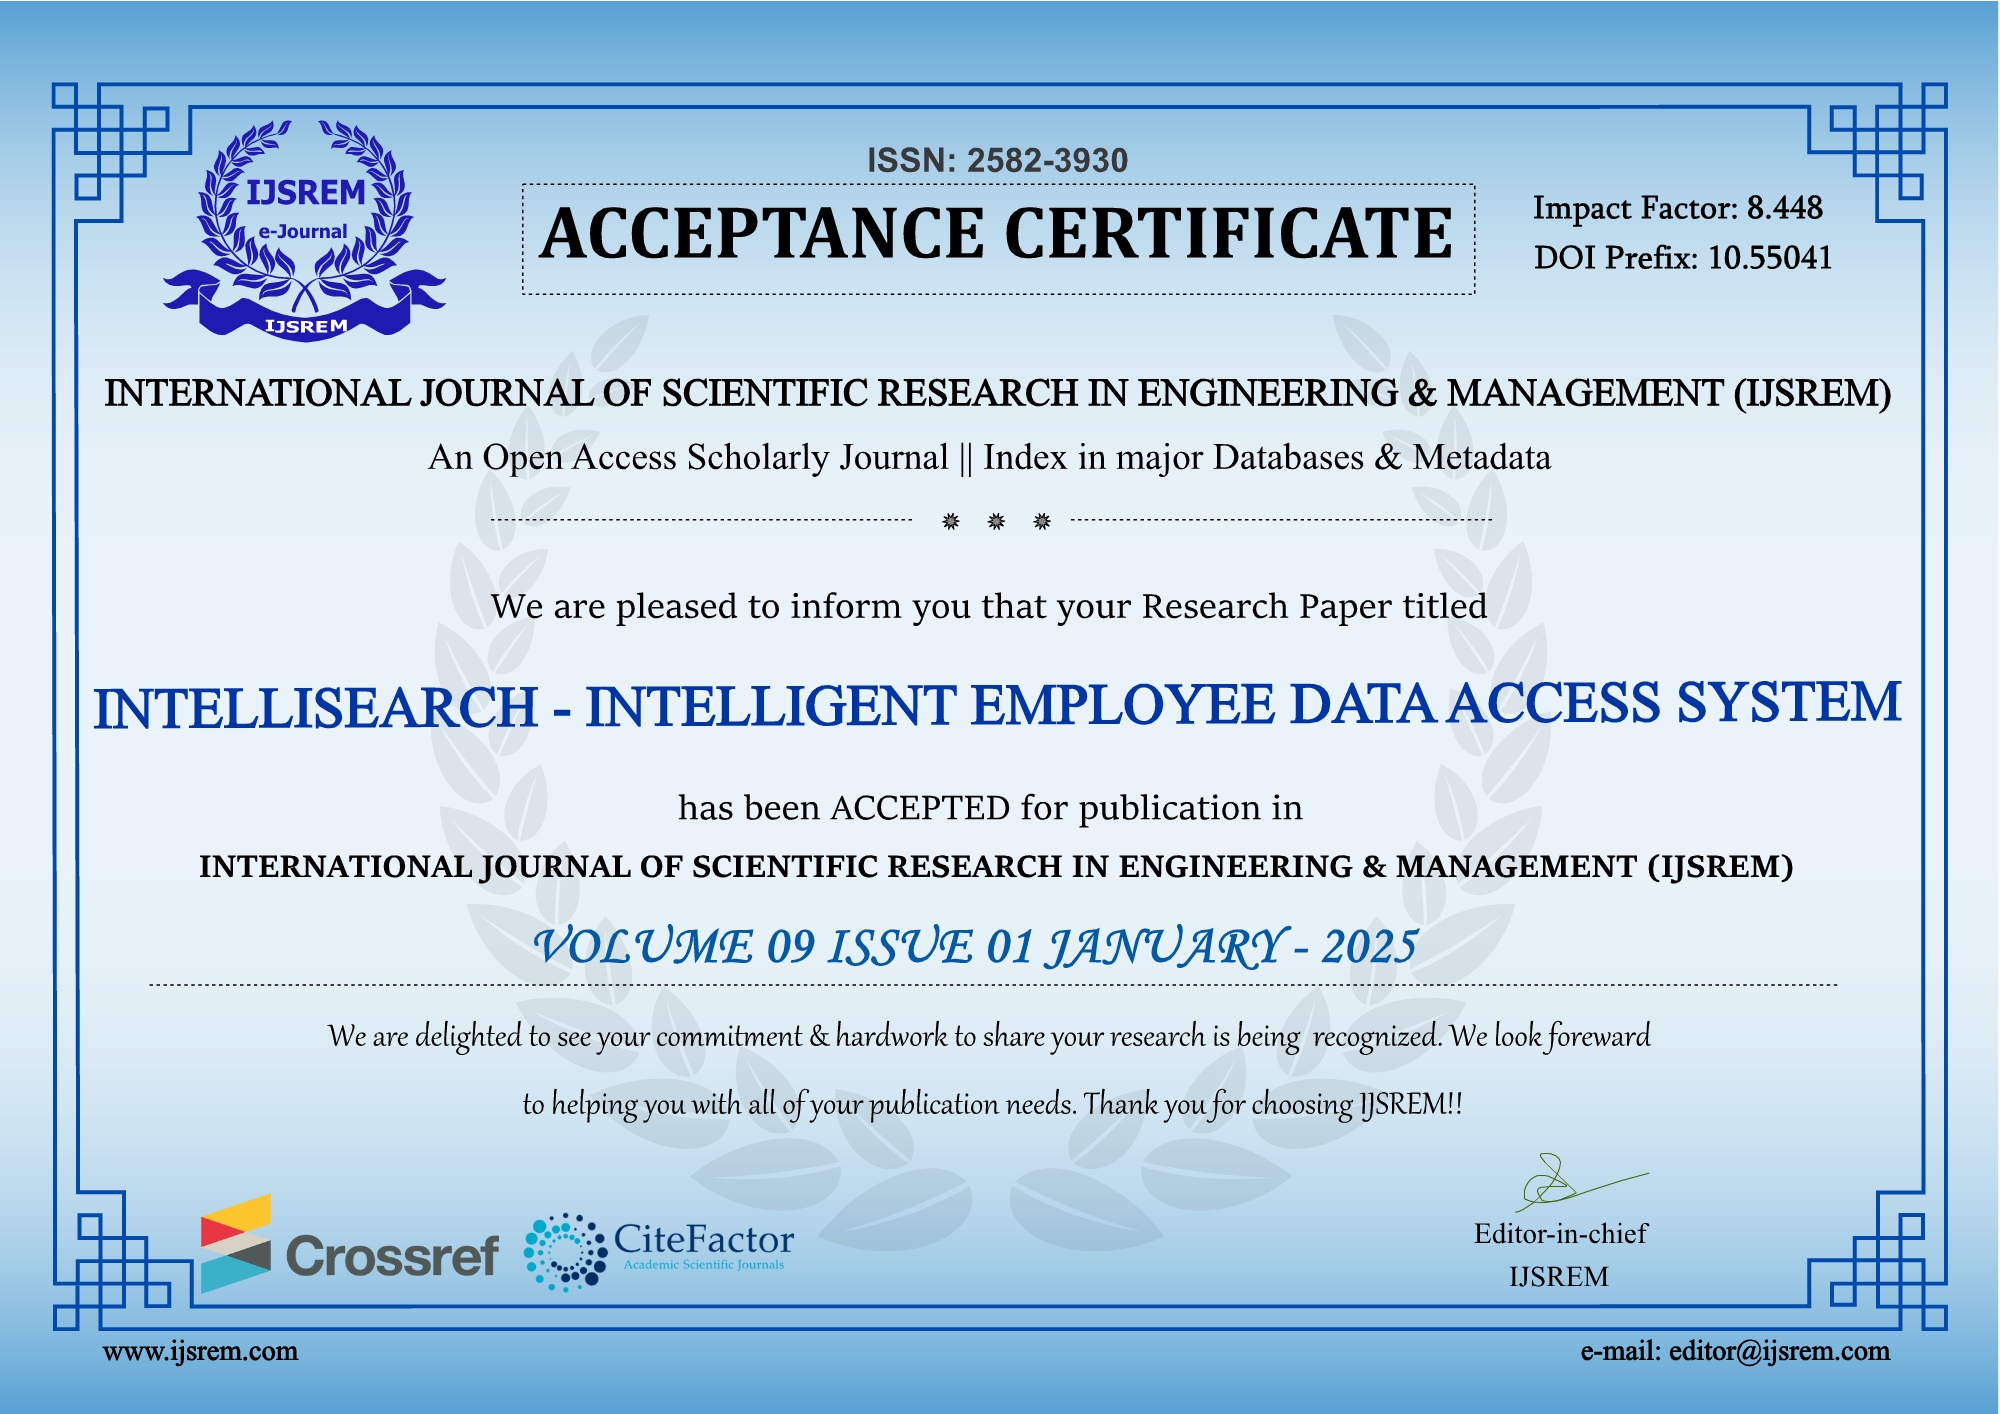 IJSREM
e-Journal
IJSREM
ISSN: 2582-3930
ACCEPTANCE CERTIFICATE
Impact Factor: 8.448
DOI Prefix: 10.55041
INTERNATIONAL JOURNAL OF SCIENTIFIC RESEARCH IN ENGINEERING & MANAGEMENT (IJSREM)
An Open Access Scholarly Journal || Index in major Databases & Metadata
We are pleased to inform you that your Research Paper titled
INTELLISEARCH - INTELLIGENT EMPLOYEE DATA ACCESS SYSTEM
has been ACCEPTED for publication in
INTERNATIONAL JOURNAL OF SCIENTIFIC RESEARCH IN ENGINEERING & MANAGEMENT (IJSREM)
VOLUME 09 ISSUE 01 JANUARY - 2025
We are delighted to see your commitment & hardwork to share your research is being recognized. We look foreward
to helping you with all of your publication needs. Thank you for choosing IJSREM!!
Crossref
CiteFactor
Academic Scientific Journals
Editor-in-chief
IJSREM
www.ijsrem.com
e-mail: editor@ijsrem.com